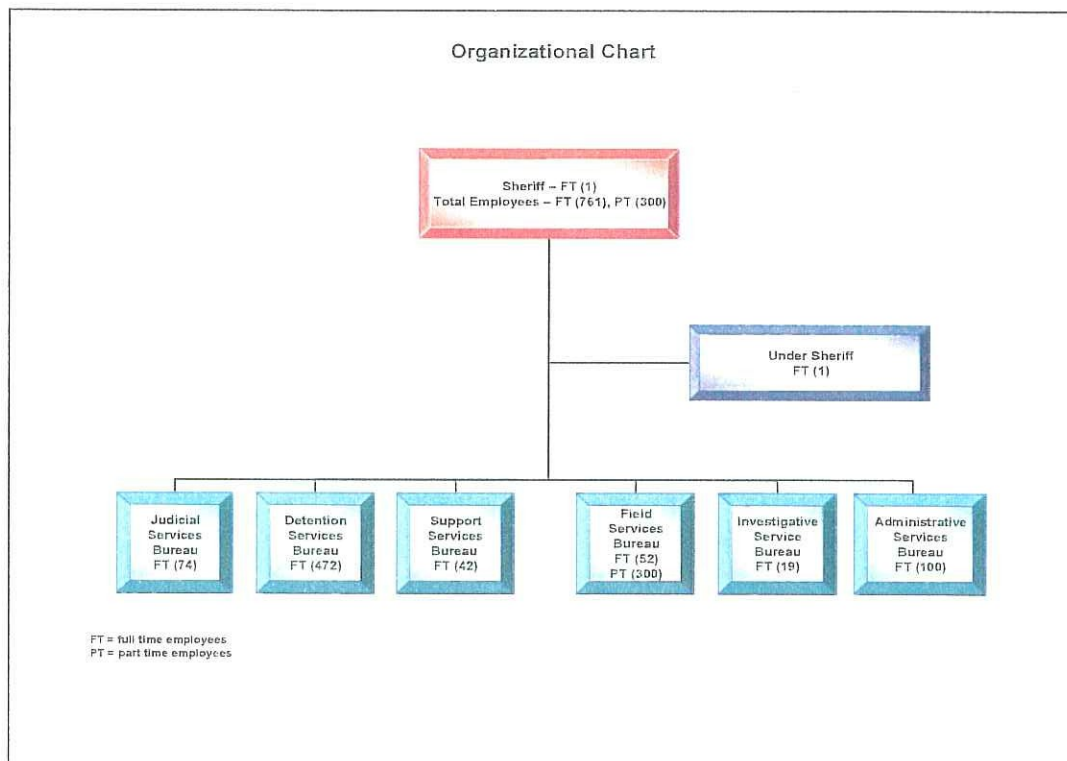 Organizational Chart
Sheriff – FT (1)
Total Employees – FT (761), PT (300)
Under Sheriff
FT (1)
Judicial
Services
Bureau
FT (74)
Detention
Services
Bureau
FT (472)
Support
Services
Bureau
FT (42)
Field
Services
Bureau
FT (52)
PT (300)
Investigative
Service
Bureau
FT (19)
Administrative
Services
Bureau
FT (100)
FT = full time employees
PT = part time employees